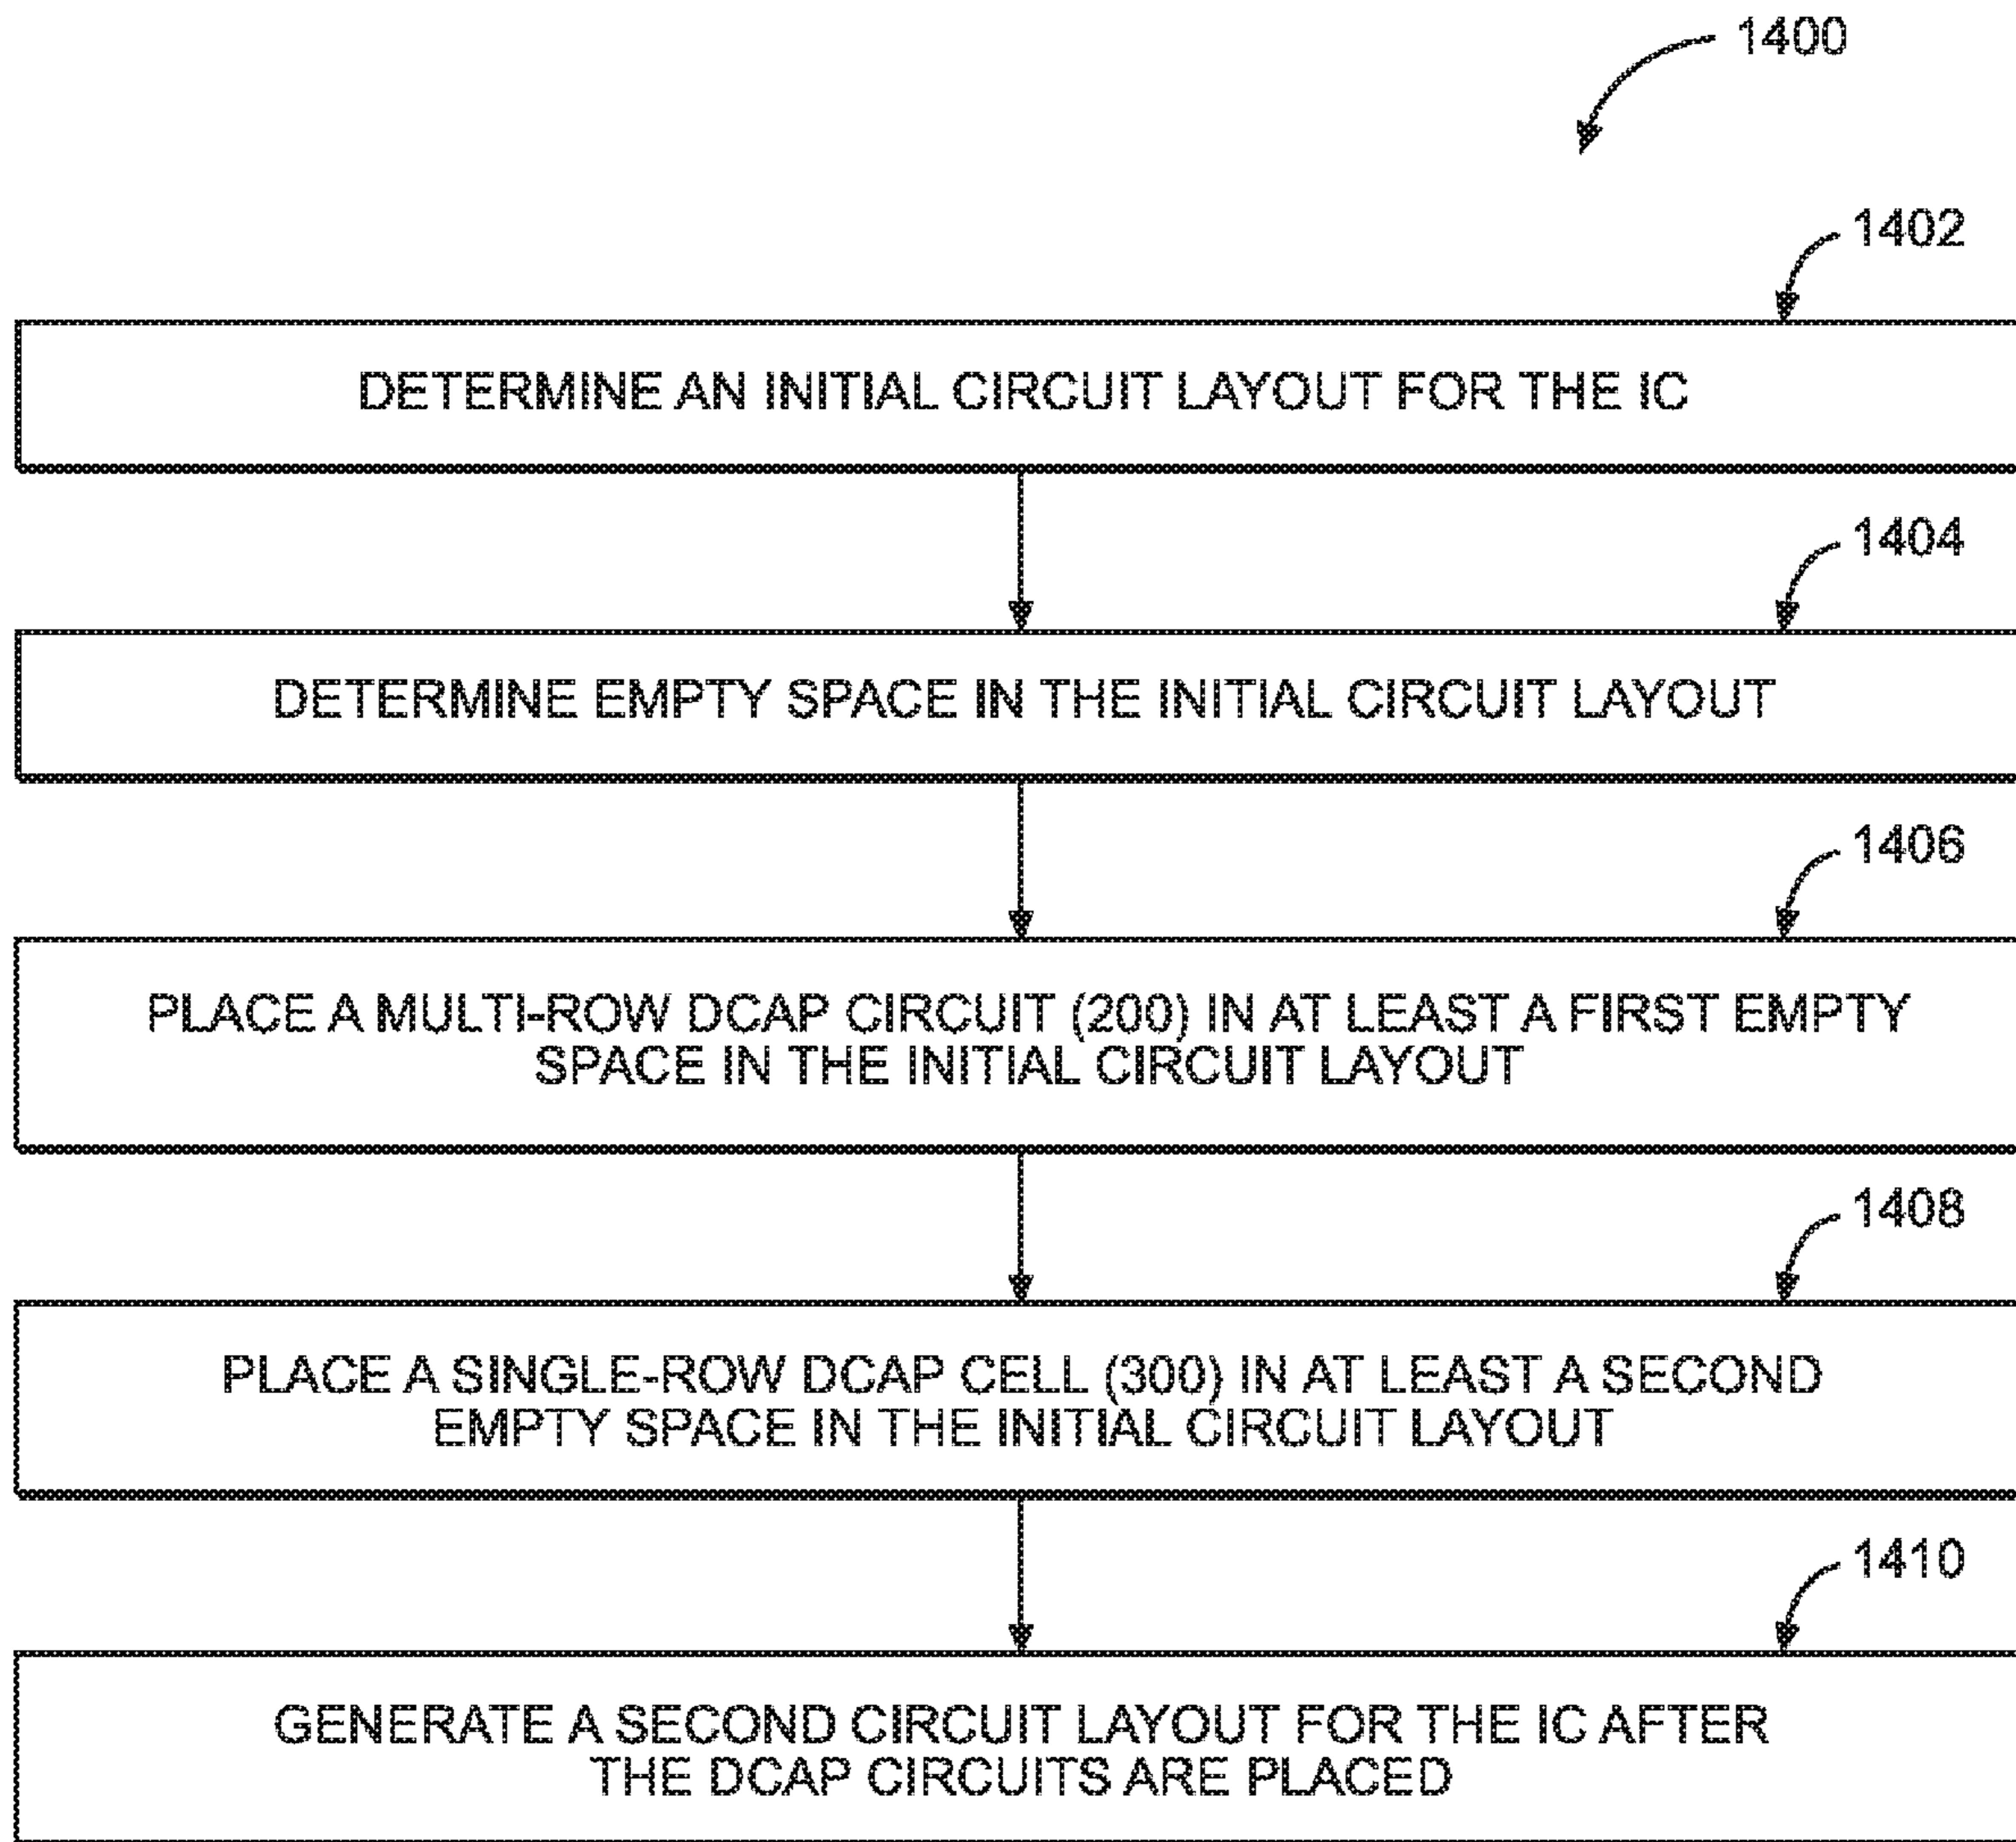 1400
1402
DETERMINE AN INITIAL CIRCUIT LAYOUT FOR THE IC
1404
DETERMINE EMPTY SPACE IN THE INITIAL CIRCUIT LAYOUT
1406
PLACE A MULTI-ROW DCAP CIRCUIT (200) IN AT LEAST A FIRST EMPTY
SPACE IN THE INITIAL CIRCUIT LAYOUT
1408
PLACE A SINGLE-ROW DCAP CELL (300) IN AT LEAST A SECOND
EMPTY SPACE IN THE INITIAL CIRCUIT LAYOUT
1410
GENERATE A SECOND CIRCUIT LAYOUT FOR THE IC AFTER
THE DCAP CIRCUITS ARE PLACED